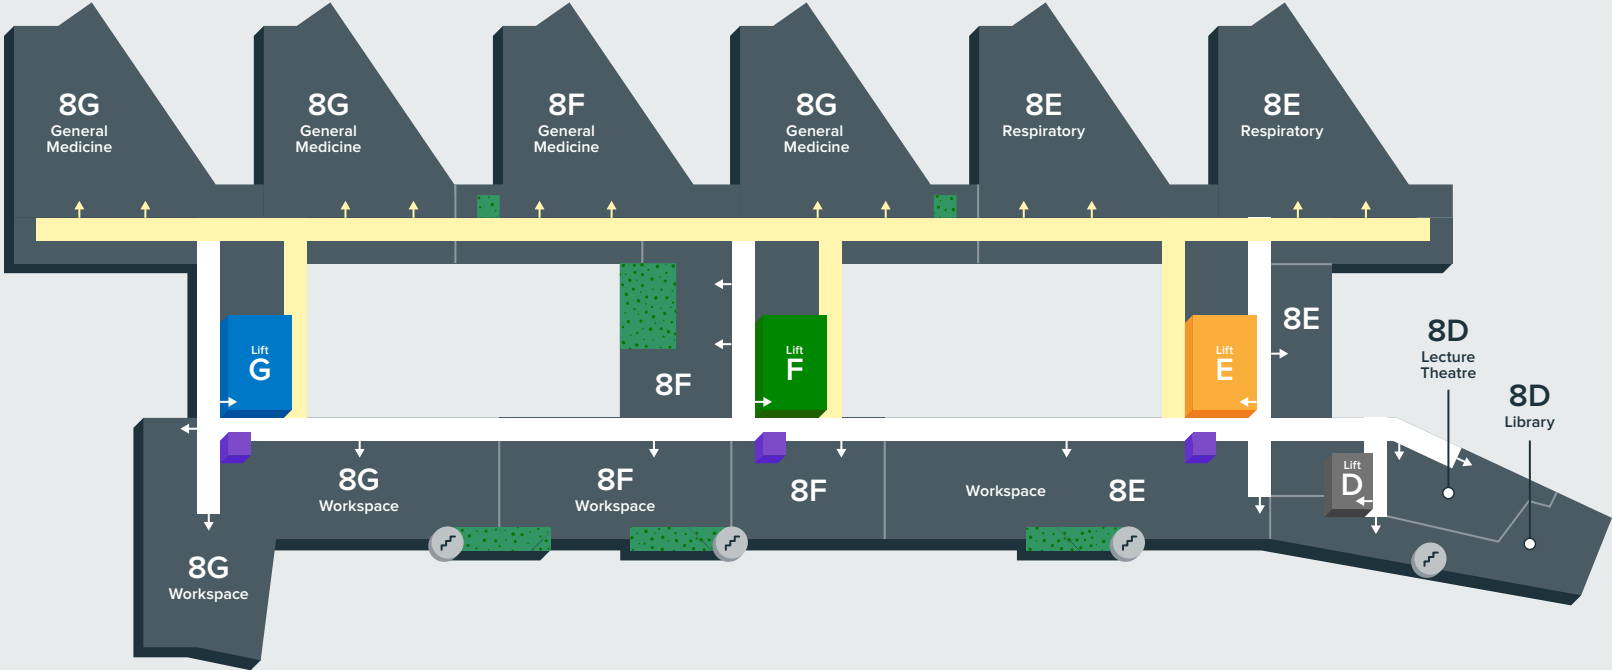 8G
General
Medicine
8G
General
Medicine
8F
General
Medicine
8G
General
Medicine
8E
Respiratory
8E
Respiratory
Lift
G
8F
Lift
F
Lift
E
8E
8D
Lecture
Theatre
8D
Library
8G
Workspace
8F
Workspace
8F
Workspace
8E
Lift
D
8G
Workspace